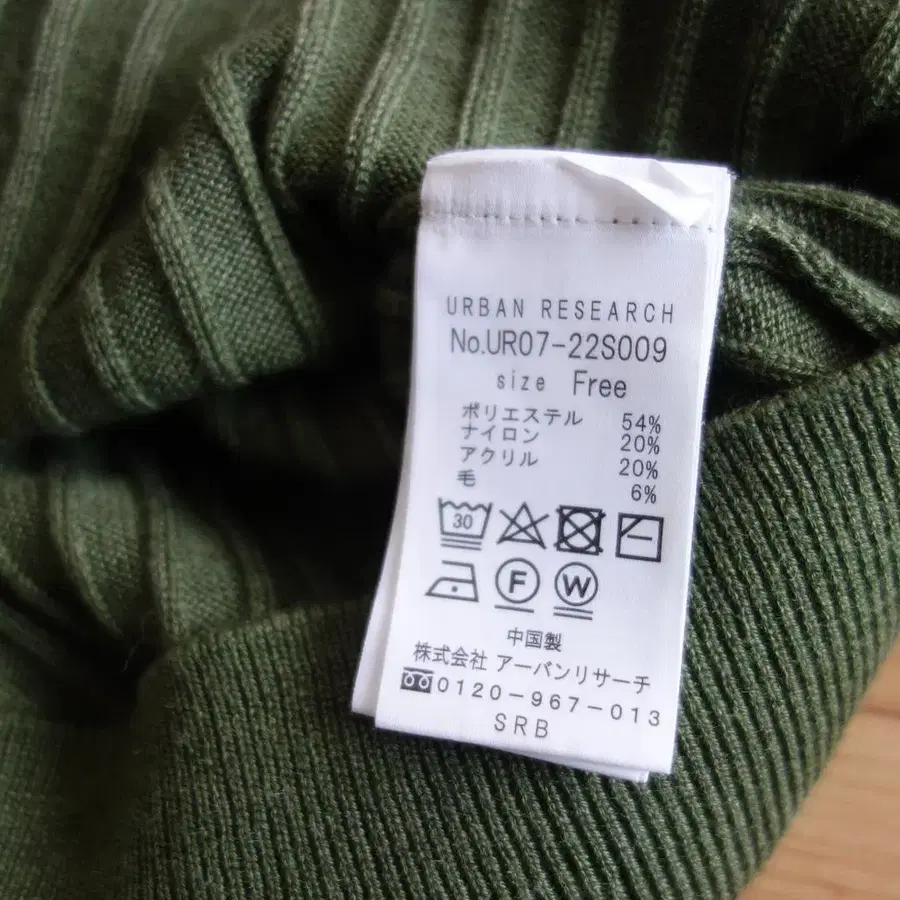 URBAN RESEARCH
No.UR07-22S009
size Free
ポリエステル 54%
ナイロン 20%
アクリル 20%
毛 6%
30
F W
中国製
株式会社 アーバンリサーチ
0120-967-013
SRB